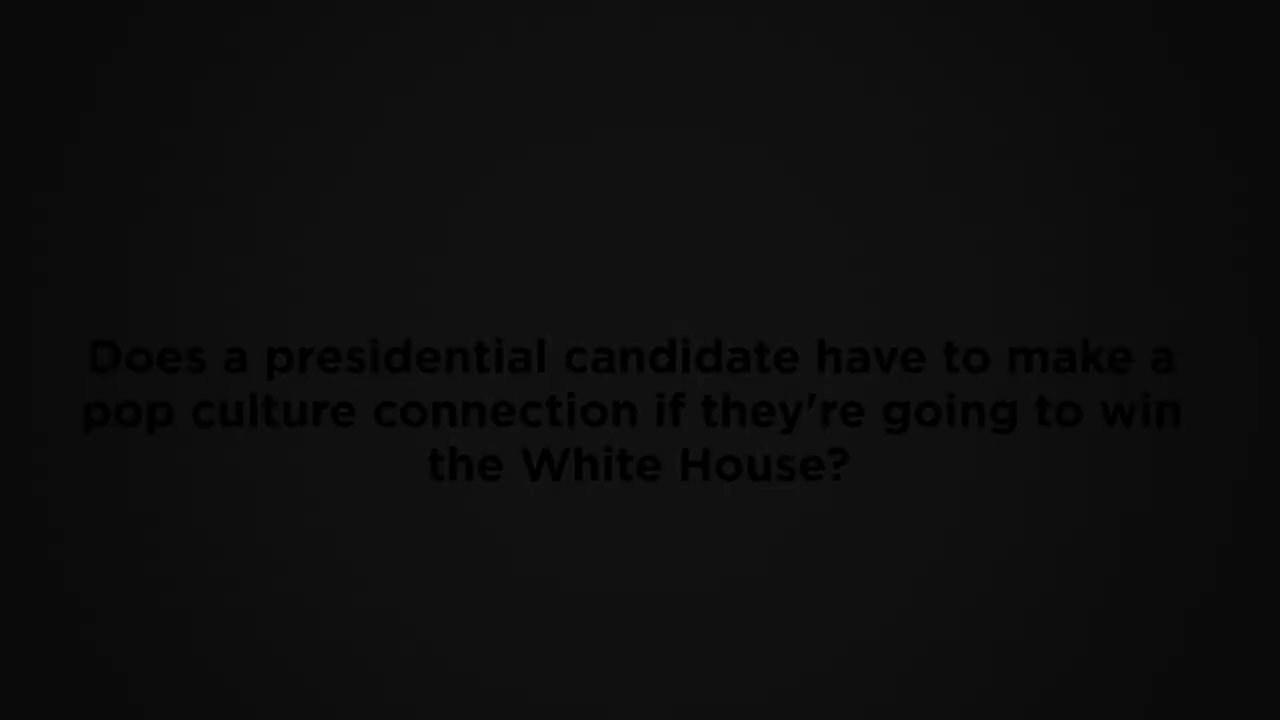 Does a presidential candidate have to make a
pop culture connection if they're going to win
the White House?